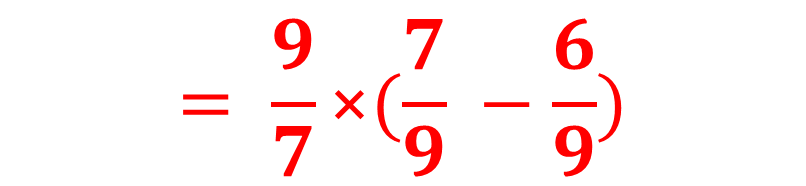 = 9/7 × (7/9 − 6/9)